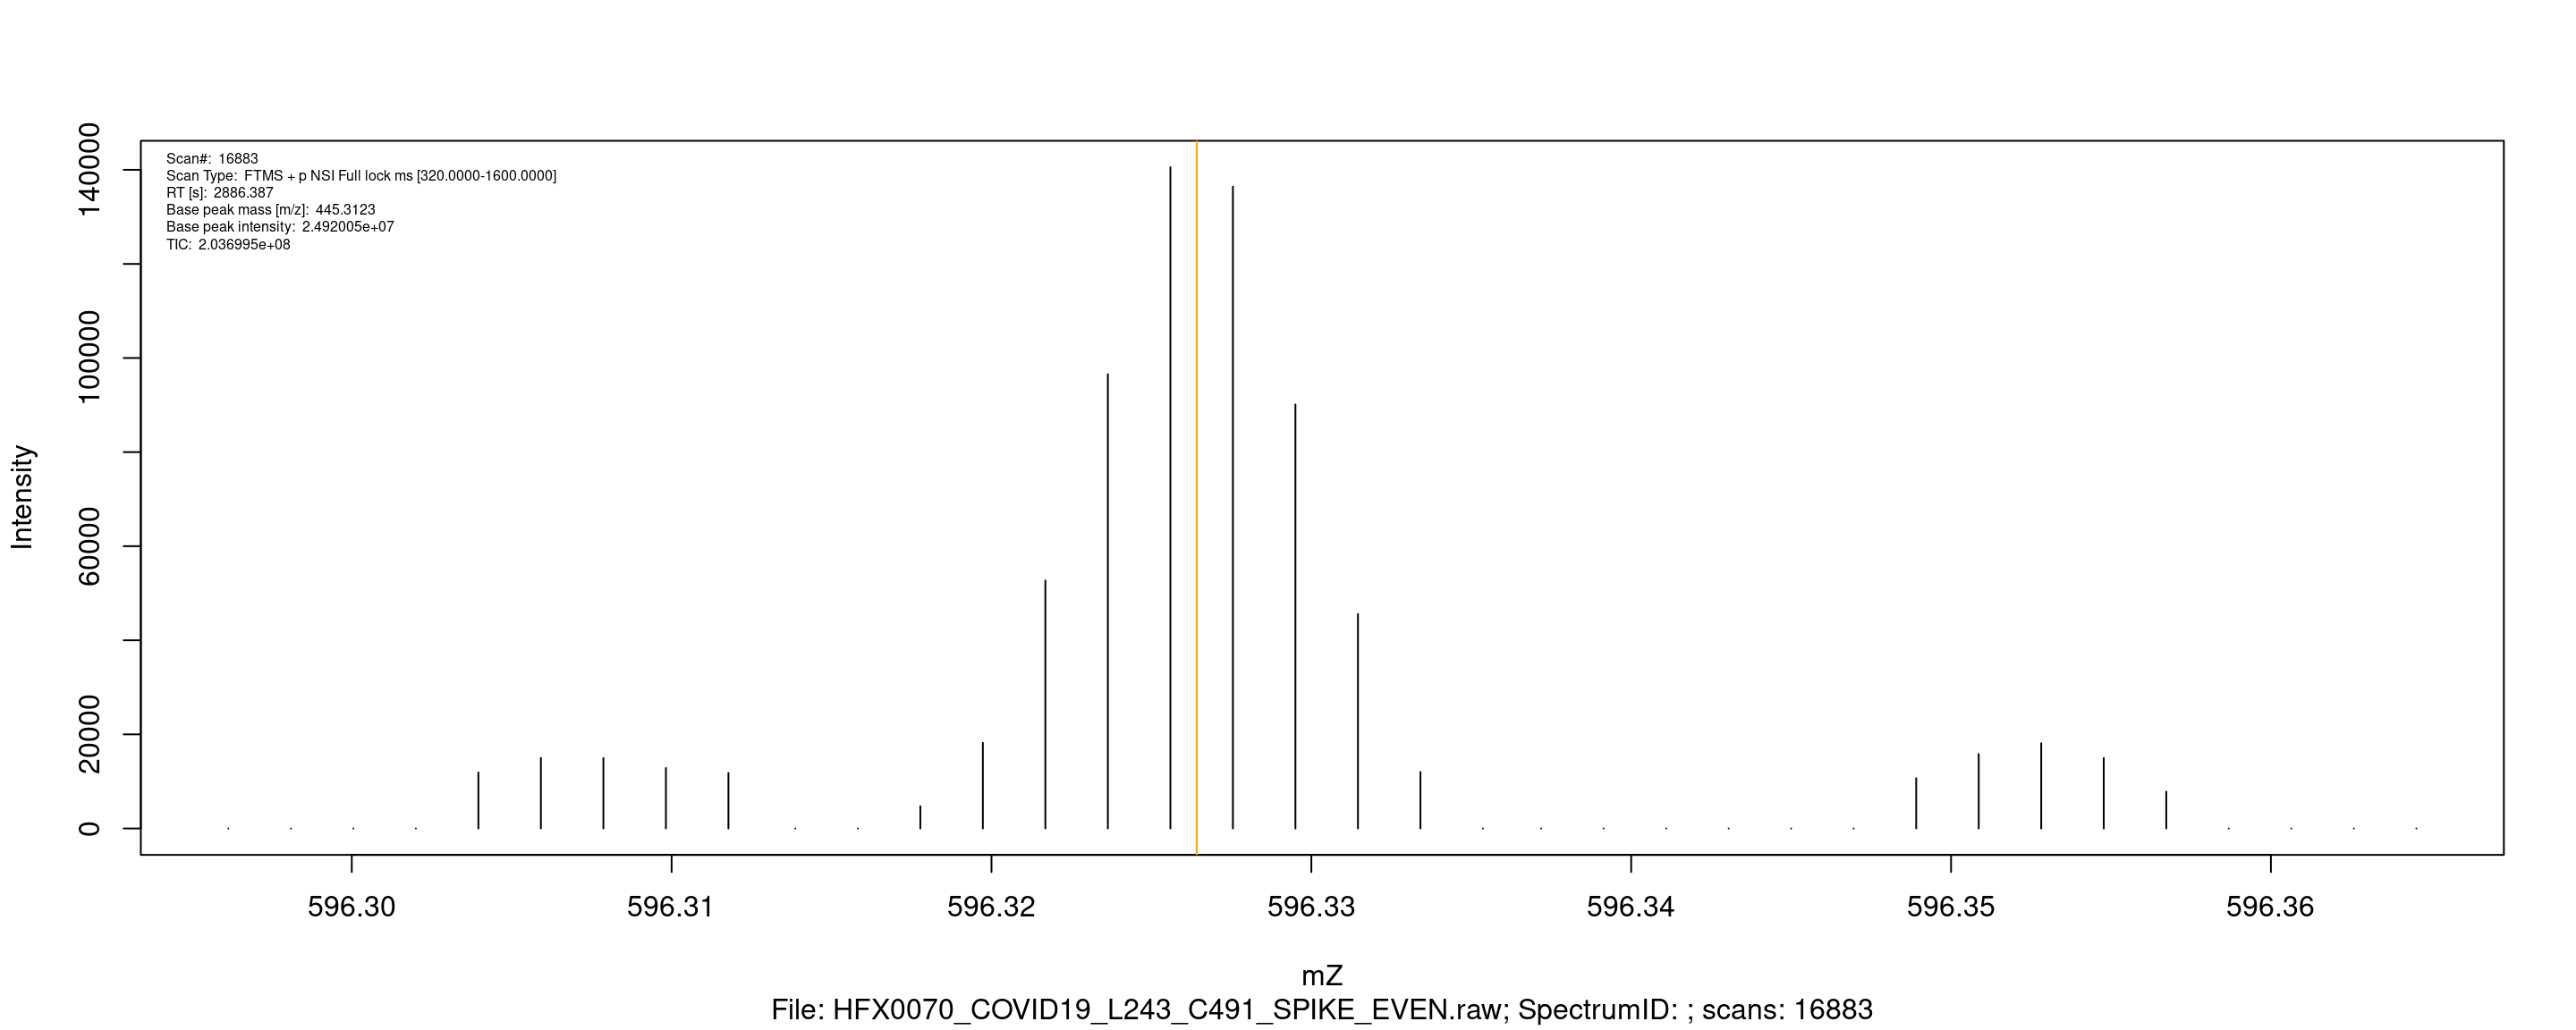 Scan#: 16883
Scan Type: FTMS + p NSI Full lock ms [320.0000-1600.0000]
RT [s]: 2886.387
Base peak mass [m/z]: 445.3123
Base peak intensity: 2.492005e+07
TIC: 2.036995e+08
Intensity
140000
100000
60000
20000
0
596.30 596.31 596.32 596.33 596.34 596.35 596.36
mZ
File: HFX0070_COVID19_L243_C491_SPIKE_EVEN.raw; SpectrumID: ; scans: 16883